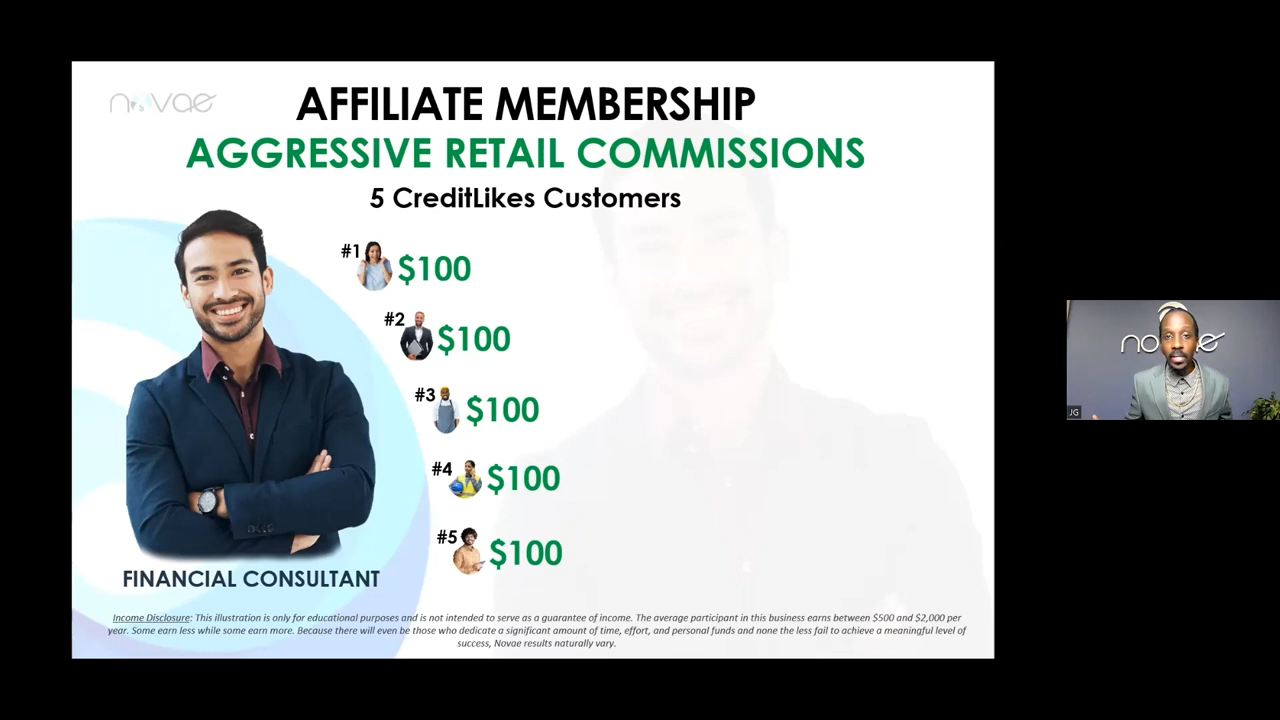 novae
AFFILIATE MEMBERSHIP
AGGRESSIVE RETAIL COMMISSIONS
5 CreditLikes Customers
#1 $100
#2 $100
#3 $100
#4 $100
#5 $100
FINANCIAL CONSULTANT
Income Disclosure: This illustration is only for educational purposes and is not intended to serve as a guarantee of income. The average participant in this business earns between $500 and $2,000 per
year. Some earn less while some earn more. Because there will even be those who dedicate a significant amount of time, effort, and personal funds and none the less fail to achieve a meaningful level of
success, Novae results naturally vary.
JG